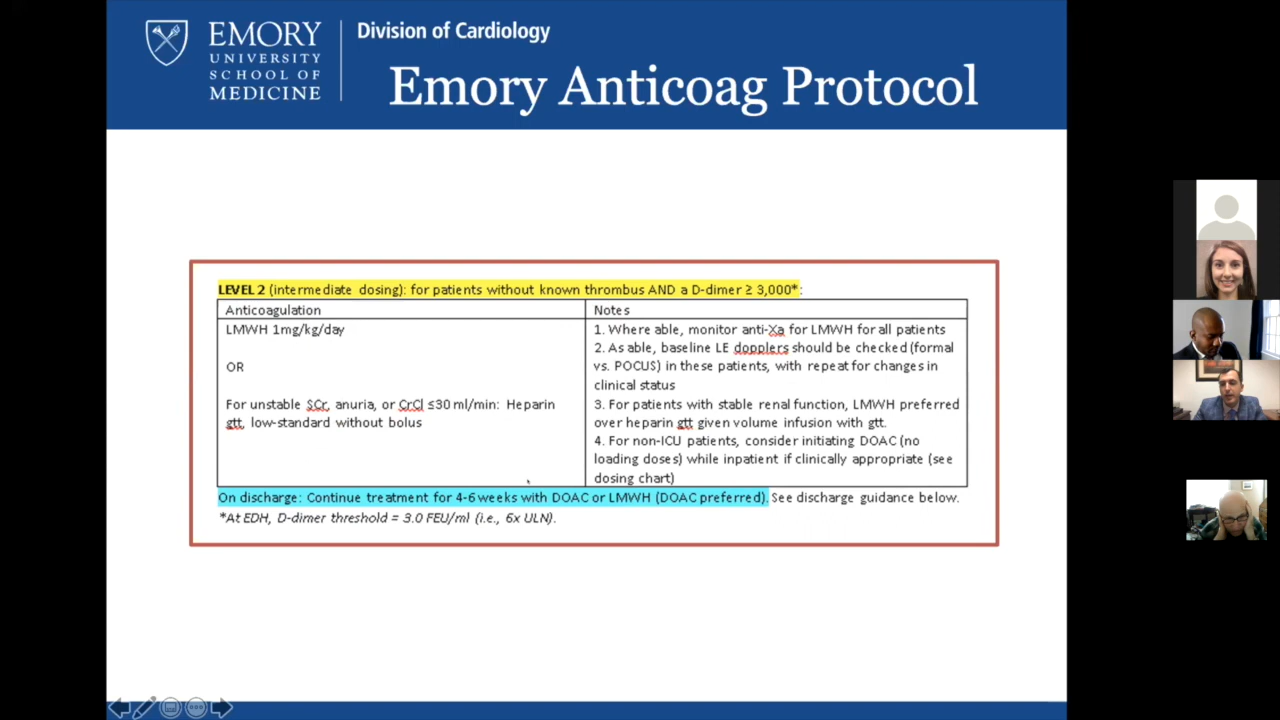 EMORY
UNIVERSITY
SCHOOL OF
MEDICINE
Division of Cardiology
Emory Anticoag Protocol
LEVEL 2 (intermediate dosing): for patients without known thrombus AND a D-dimer ≥ 3,000*:
Anticoagulation
LMWH 1mg/kg/day
OR
For unstable SCr, anuria, or CrCl ≤30 ml/min: Heparin
gtt, low-standard without bolus
Notes
1. Where able, monitor anti-Xa for LMWH for all patients
2. As able, baseline LE dopplers should be checked (formal
vs. POCUS) in these patients, with repeat for changes in
clinical status
3. For patients with stable renal function, LMWH preferred
over heparin gtt given volume infusion with gtt.
4. For non-ICU patients, consider initiating DOAC (no
loading doses) while inpatient if clinically appropriate (see
dosing chart)
On discharge: Continue treatment for 4-6 weeks with DOAC or LMWH (DOAC preferred). See discharge guidance below.
*At EDH, D-dimer threshold = 3.0 FEU/ml (i.e., 6x ULN).